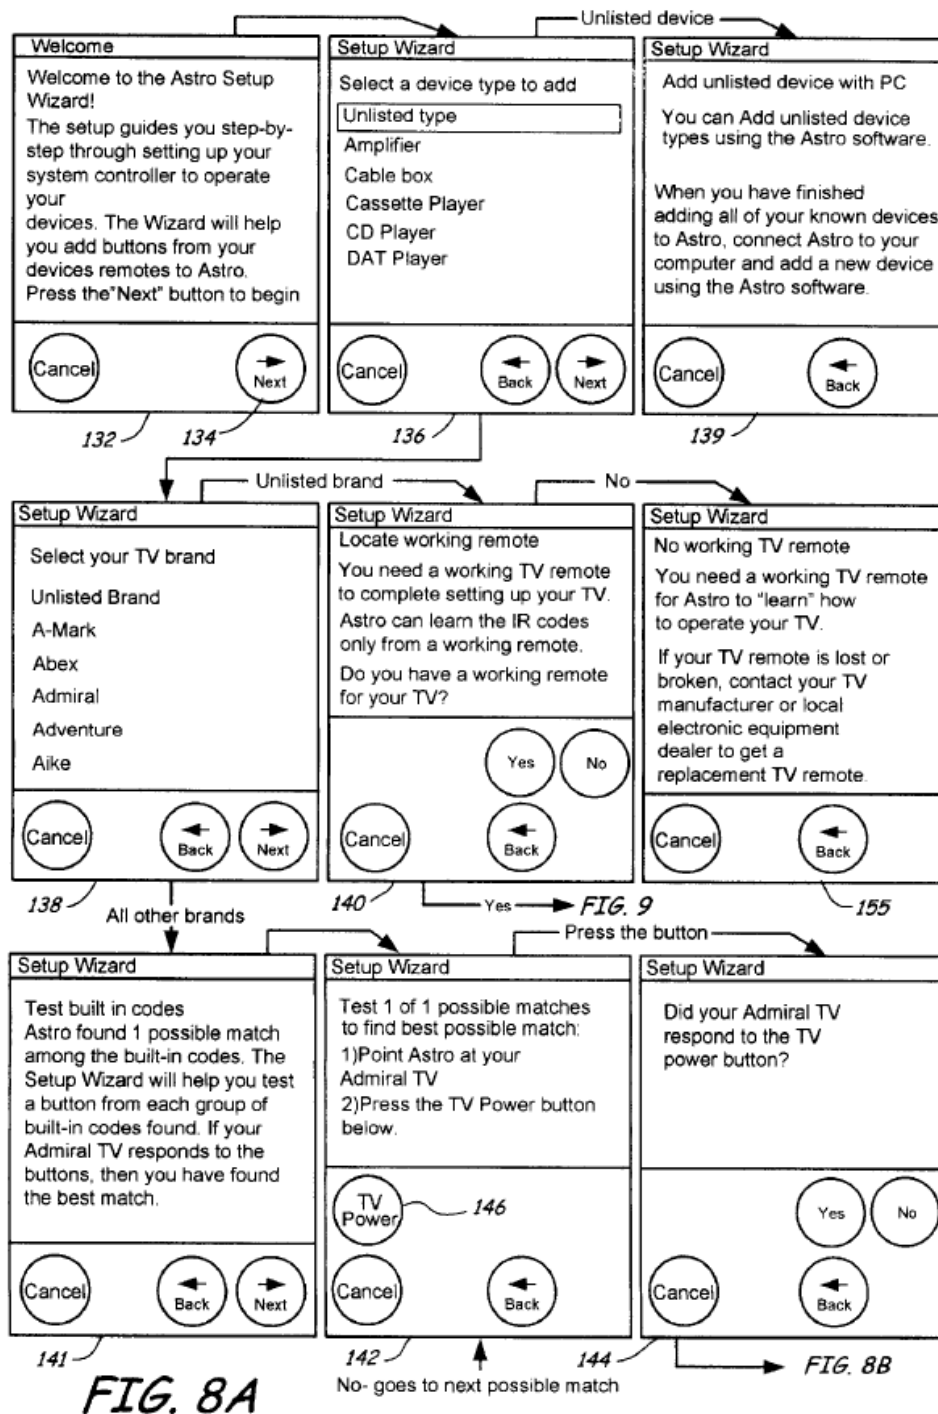 Unlisted device
Welcome
Welcome to the Astro Setup
Wizard!
The setup guides you step-by-
step through setting up your
system controller to operate
your
devices. The Wizard will help
you add buttons from your
devices remotes to Astro.
Press the"Next" button to begin
Cancel
Next
132
134
Setup Wizard
Select a device type to add
Unlisted type
Amplifier
Cable box
Cassette Player
CD Player
DAT Player
Cancel
Back
Next
136
Setup Wizard
Add unlisted device with PC
You can Add unlisted device
types using the Astro software.
When you have finished
adding all of your known devices
to Astro, connect Astro to your
computer and add a new device
using the Astro software.
Cancel
Back
139
Unlisted brand
No
Setup Wizard
Select your TV brand
Unlisted Brand
A-Mark
Abex
Admiral
Adventure
Aike
Cancel
Back
Next
138
All other brands
Setup Wizard
Locate working remote
You need a working TV remote
to complete setting up your TV.
Astro can learn the IR codes
only from a working remote.
Do you have a working remote
for your TV?
Yes
No
Cancel
Back
140
Yes
FIG. 9
Setup Wizard
No working TV remote
You need a working TV remote
for Astro to "learn" how
to operate your TV.
If your TV remote is lost or
broken, contact your TV
manufacturer or local
electronic equipment
dealer to get a
replacement TV remote.
Cancel
Back
155
Press the button
Setup Wizard
Test built in codes
Astro found 1 possible match
among the built-in codes. The
Setup Wizard will help you test
a button from each group of
built-in codes found. If your
Admiral TV responds to the
buttons, then you have found
the best match.
Cancel
Back
Next
141
Setup Wizard
Test 1 of 1 possible matches
to find best possible match:
1)Point Astro at your
Admiral TV
2)Press the TV Power button
below.
TV
Power
146
Cancel
Back
142
No- goes to next possible match
Setup Wizard
Did your Admiral TV
respond to the TV
power button?
Yes
No
Cancel
Back
144
FIG. 8B
FIG. 8A